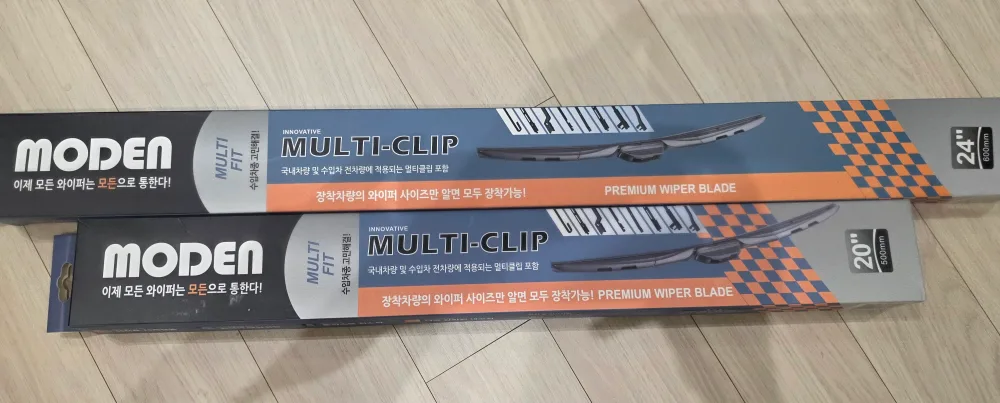 MODEN
이제 모든 와이퍼는 모든으로 통한다!
MULTI
FIT
수입차종 고민해결!
INNOVATIVE
MULTI-CLIP
국내차량 및 수입차 전차량에 적용되는 멀티클립 포함
장착차량의 와이퍼 사이즈만 알면 모두 장착가능!
PREMIUM WIPER BLADE
24"
600mm
MODEN
이제 모든 와이퍼는 모든으로 통한다!
MULTI
FIT
수입차종 고민해결!
INNOVATIVE
MULTI-CLIP
국내차량 및 수입차 전차량에 적용되는 멀티클립 포함
장착차량의 와이퍼 사이즈만 알면 모두 장착가능! PREMIUM WIPER BLADE
20"
500mm